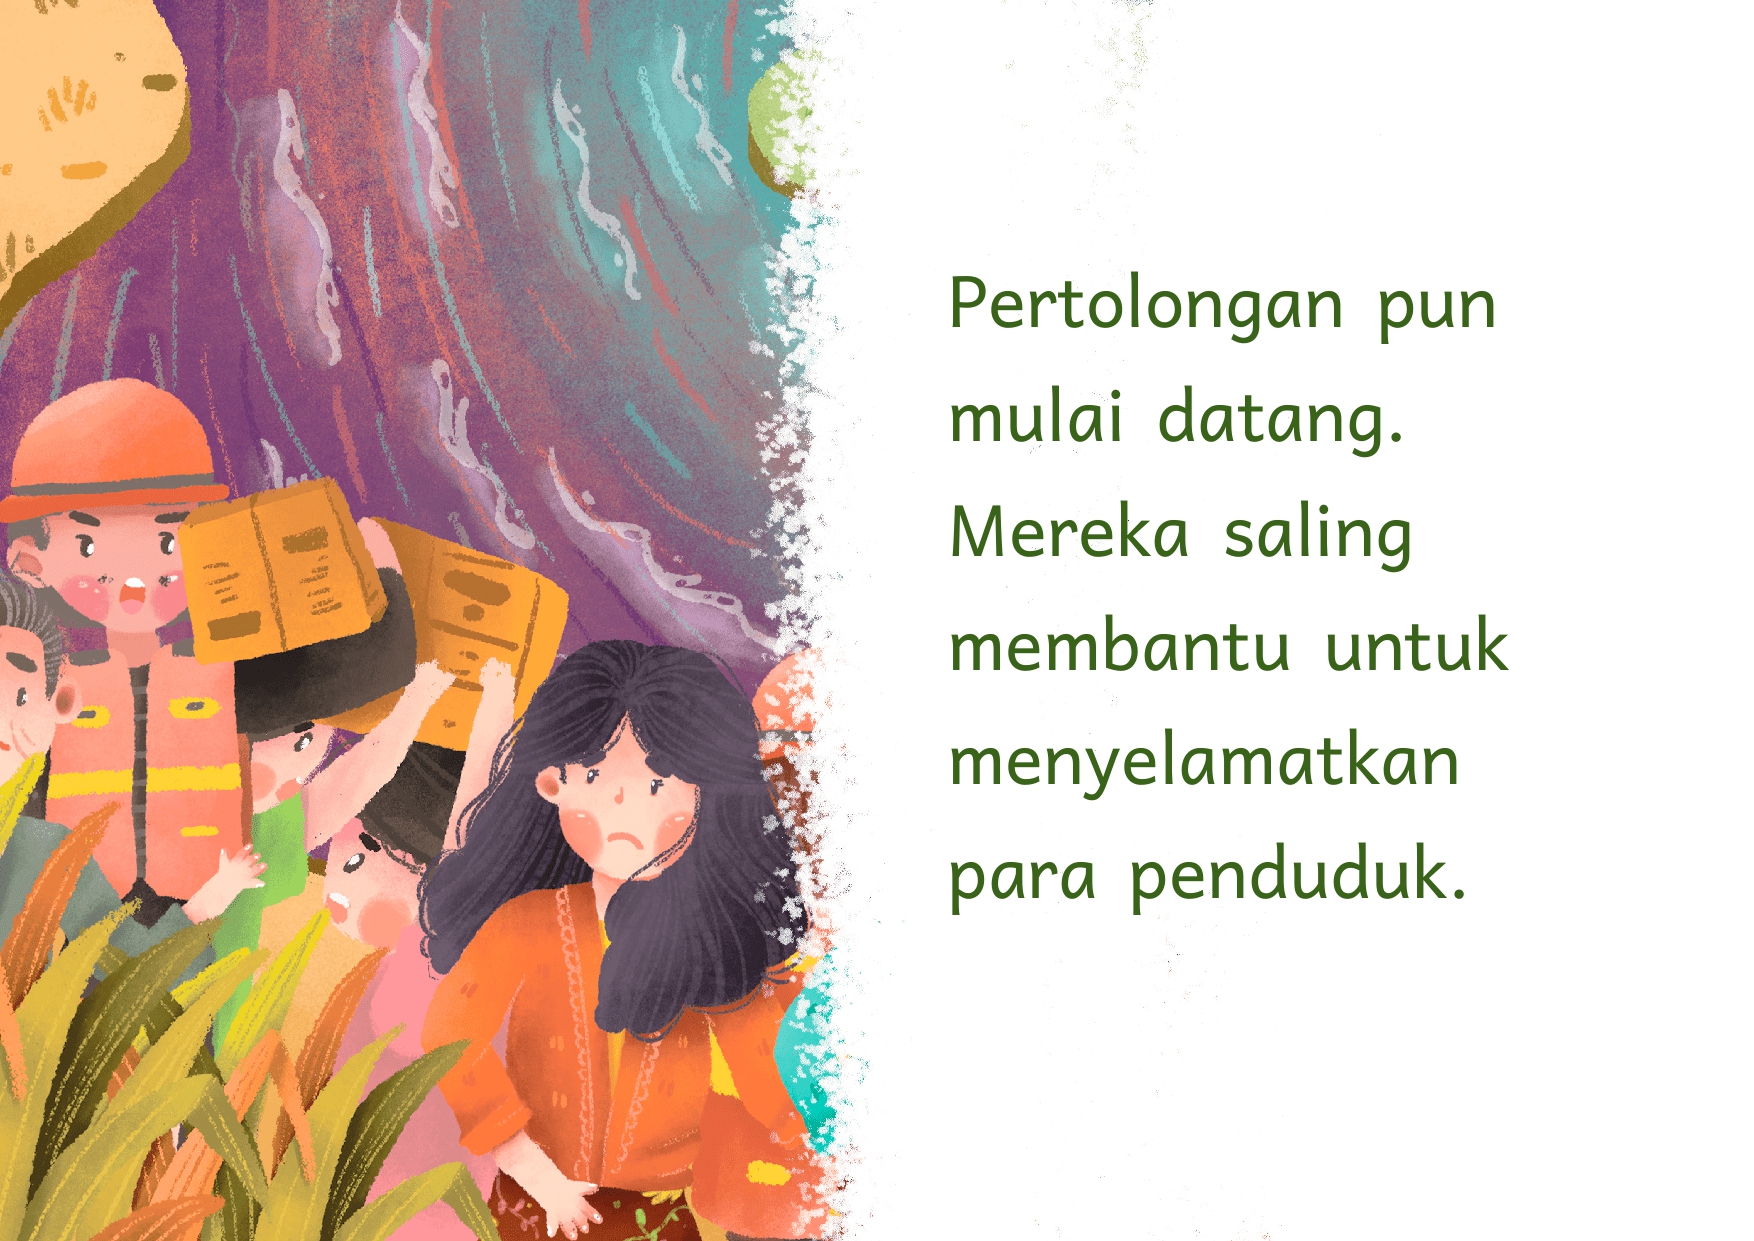 Pertolongan pun
mulai datang.
Mereka saling
membantu untuk
menyelamatkan
para penduduk.